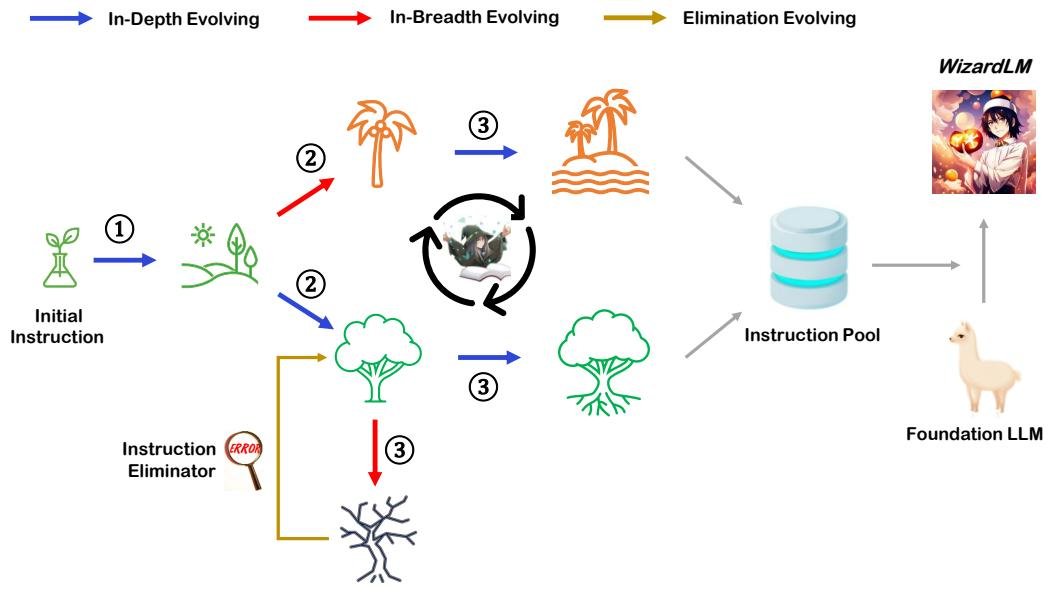 In-Depth Evolving
In-Breadth Evolving
Elimination Evolving
WizardLM
③
②
①
Initial
Instruction
②
③
Instruction Pool
③
Instruction
Eliminator
ERROR
Foundation LLM